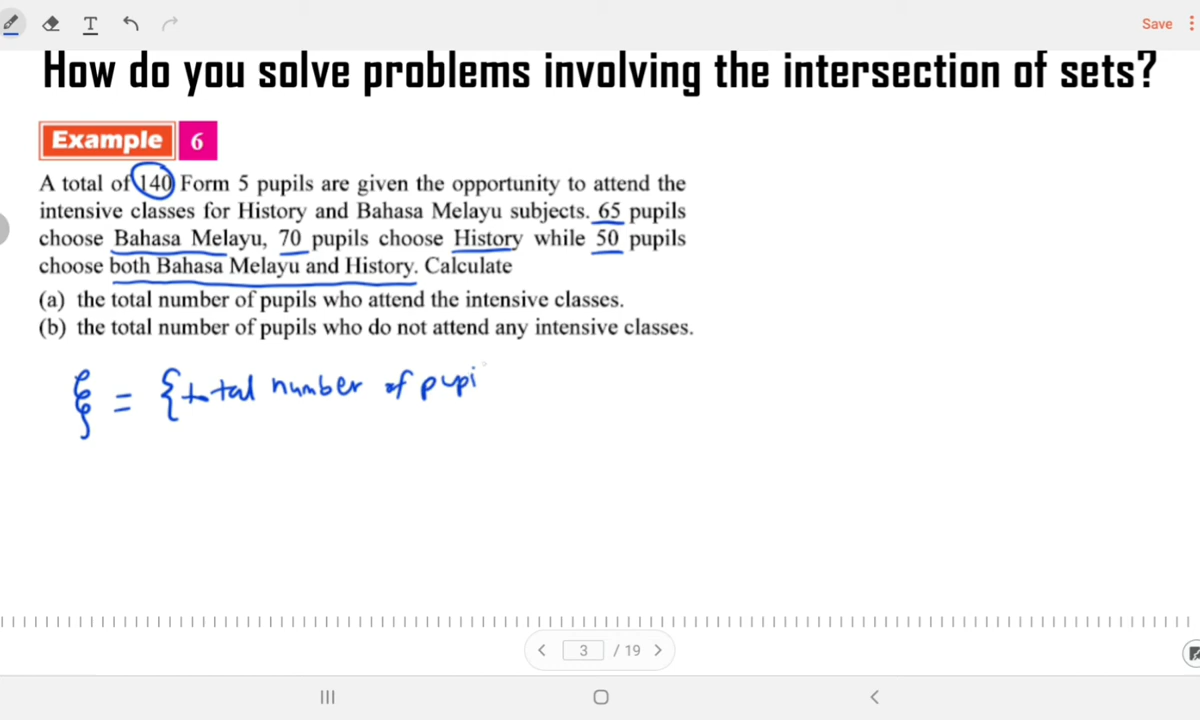 T
Save
How do you solve problems involving the intersection of sets?
Example 6
A total of 140 Form 5 pupils are given the opportunity to attend the
intensive classes for History and Bahasa Melayu subjects. 65 pupils
choose Bahasa Melayu, 70 pupils choose History while 50 pupils
choose both Bahasa Melayu and History. Calculate
(a) the total number of pupils who attend the intensive classes.
(b) the total number of pupils who do not attend any intensive classes.
ξ = {total number of pupi
3 / 19